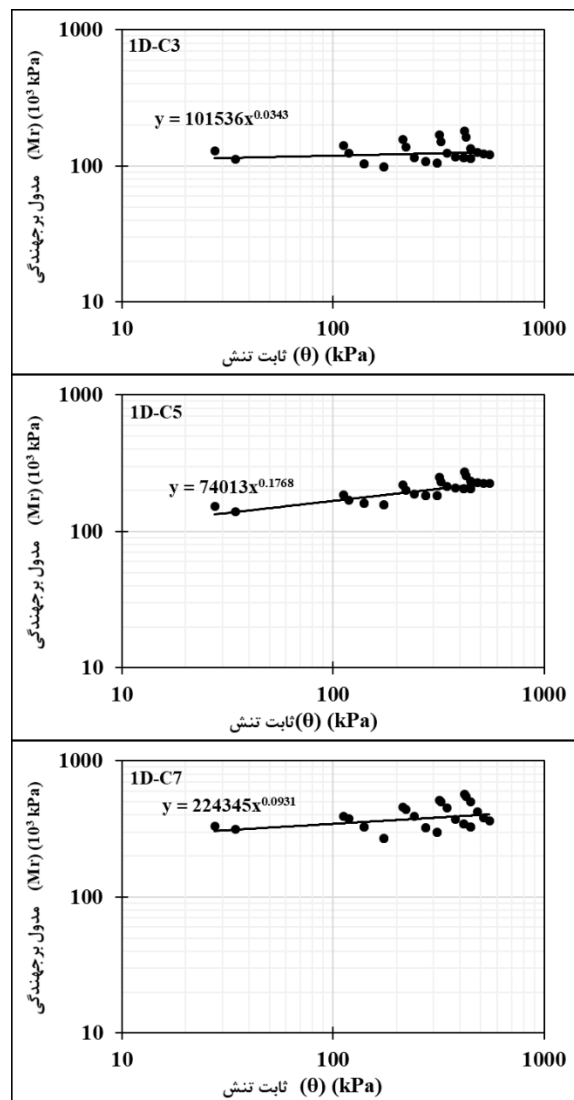 1000
1D-C3
y = 101536x^0.0343
100
10
10
100
1000
مدول برجهندگی (Mr) (10³ kPa)
ثابت تنش (θ) (kPa)
1000
1D-C5
y = 74013x^0.1768
100
10
10
100
1000
مدول برجهندگی (Mr) (10³ kPa)
ثابت تنش(θ) (kPa)
1000
1D-C7
y = 224345x^0.0931
100
10
10
100
1000
مدول برجهندگی (Mr) (10³ kPa)
ثابت تنش (θ) (kPa)